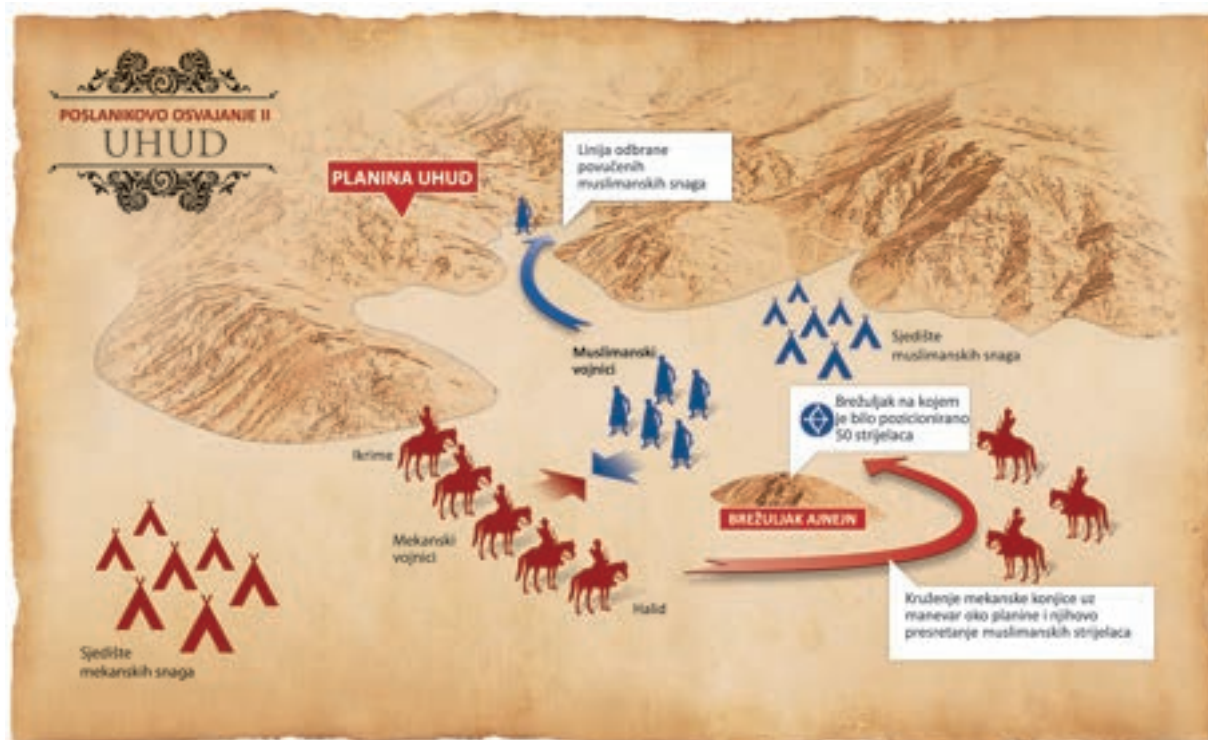 POSLANIKOVO OSVAJANJE II
UHUD
PLANINA UHUD
Linija odbrane
povučenih
muslimanskih snaga
Muslimanski
vojnici
Sjedište
muslimanskih snaga
Brežuljak na kojem
je bilo pozicionirano
50 strijelaca
BREŽULJAK AJNEJN
Ikrime
Mekanski
vojnici
Halid
Kruženje mekanske konjice uz
manevar oko planine i njihovo
presretanje muslimanskih strijelaca
Sjedište
mekanskih snaga